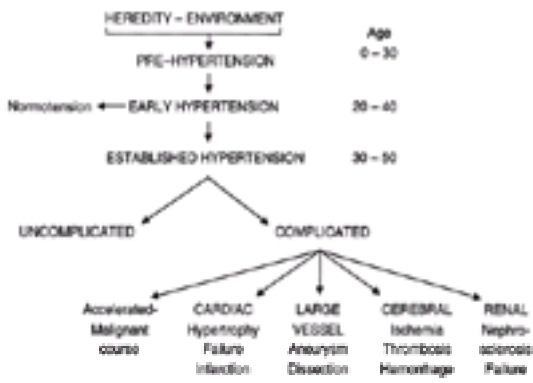 HEREDITY – ENVIRONMENT
Age
0 – 30
PRE-HYPERTENSION
Normotension
EARLY HYPERTENSION
20 – 40
ESTABLISHED HYPERTENSION
30 – 50
UNCOMPLICATED
COMPLICATED
Accelerated-
Malignant
course
CARDIAC
Hypertrophy
Failure
Infarction
LARGE
VESSEL
Aneurysm
Dissection
CEREBRAL
Ischemia
Thrombosis
Hemorrhage
RENAL
Nephro-
sclerosis
Failure